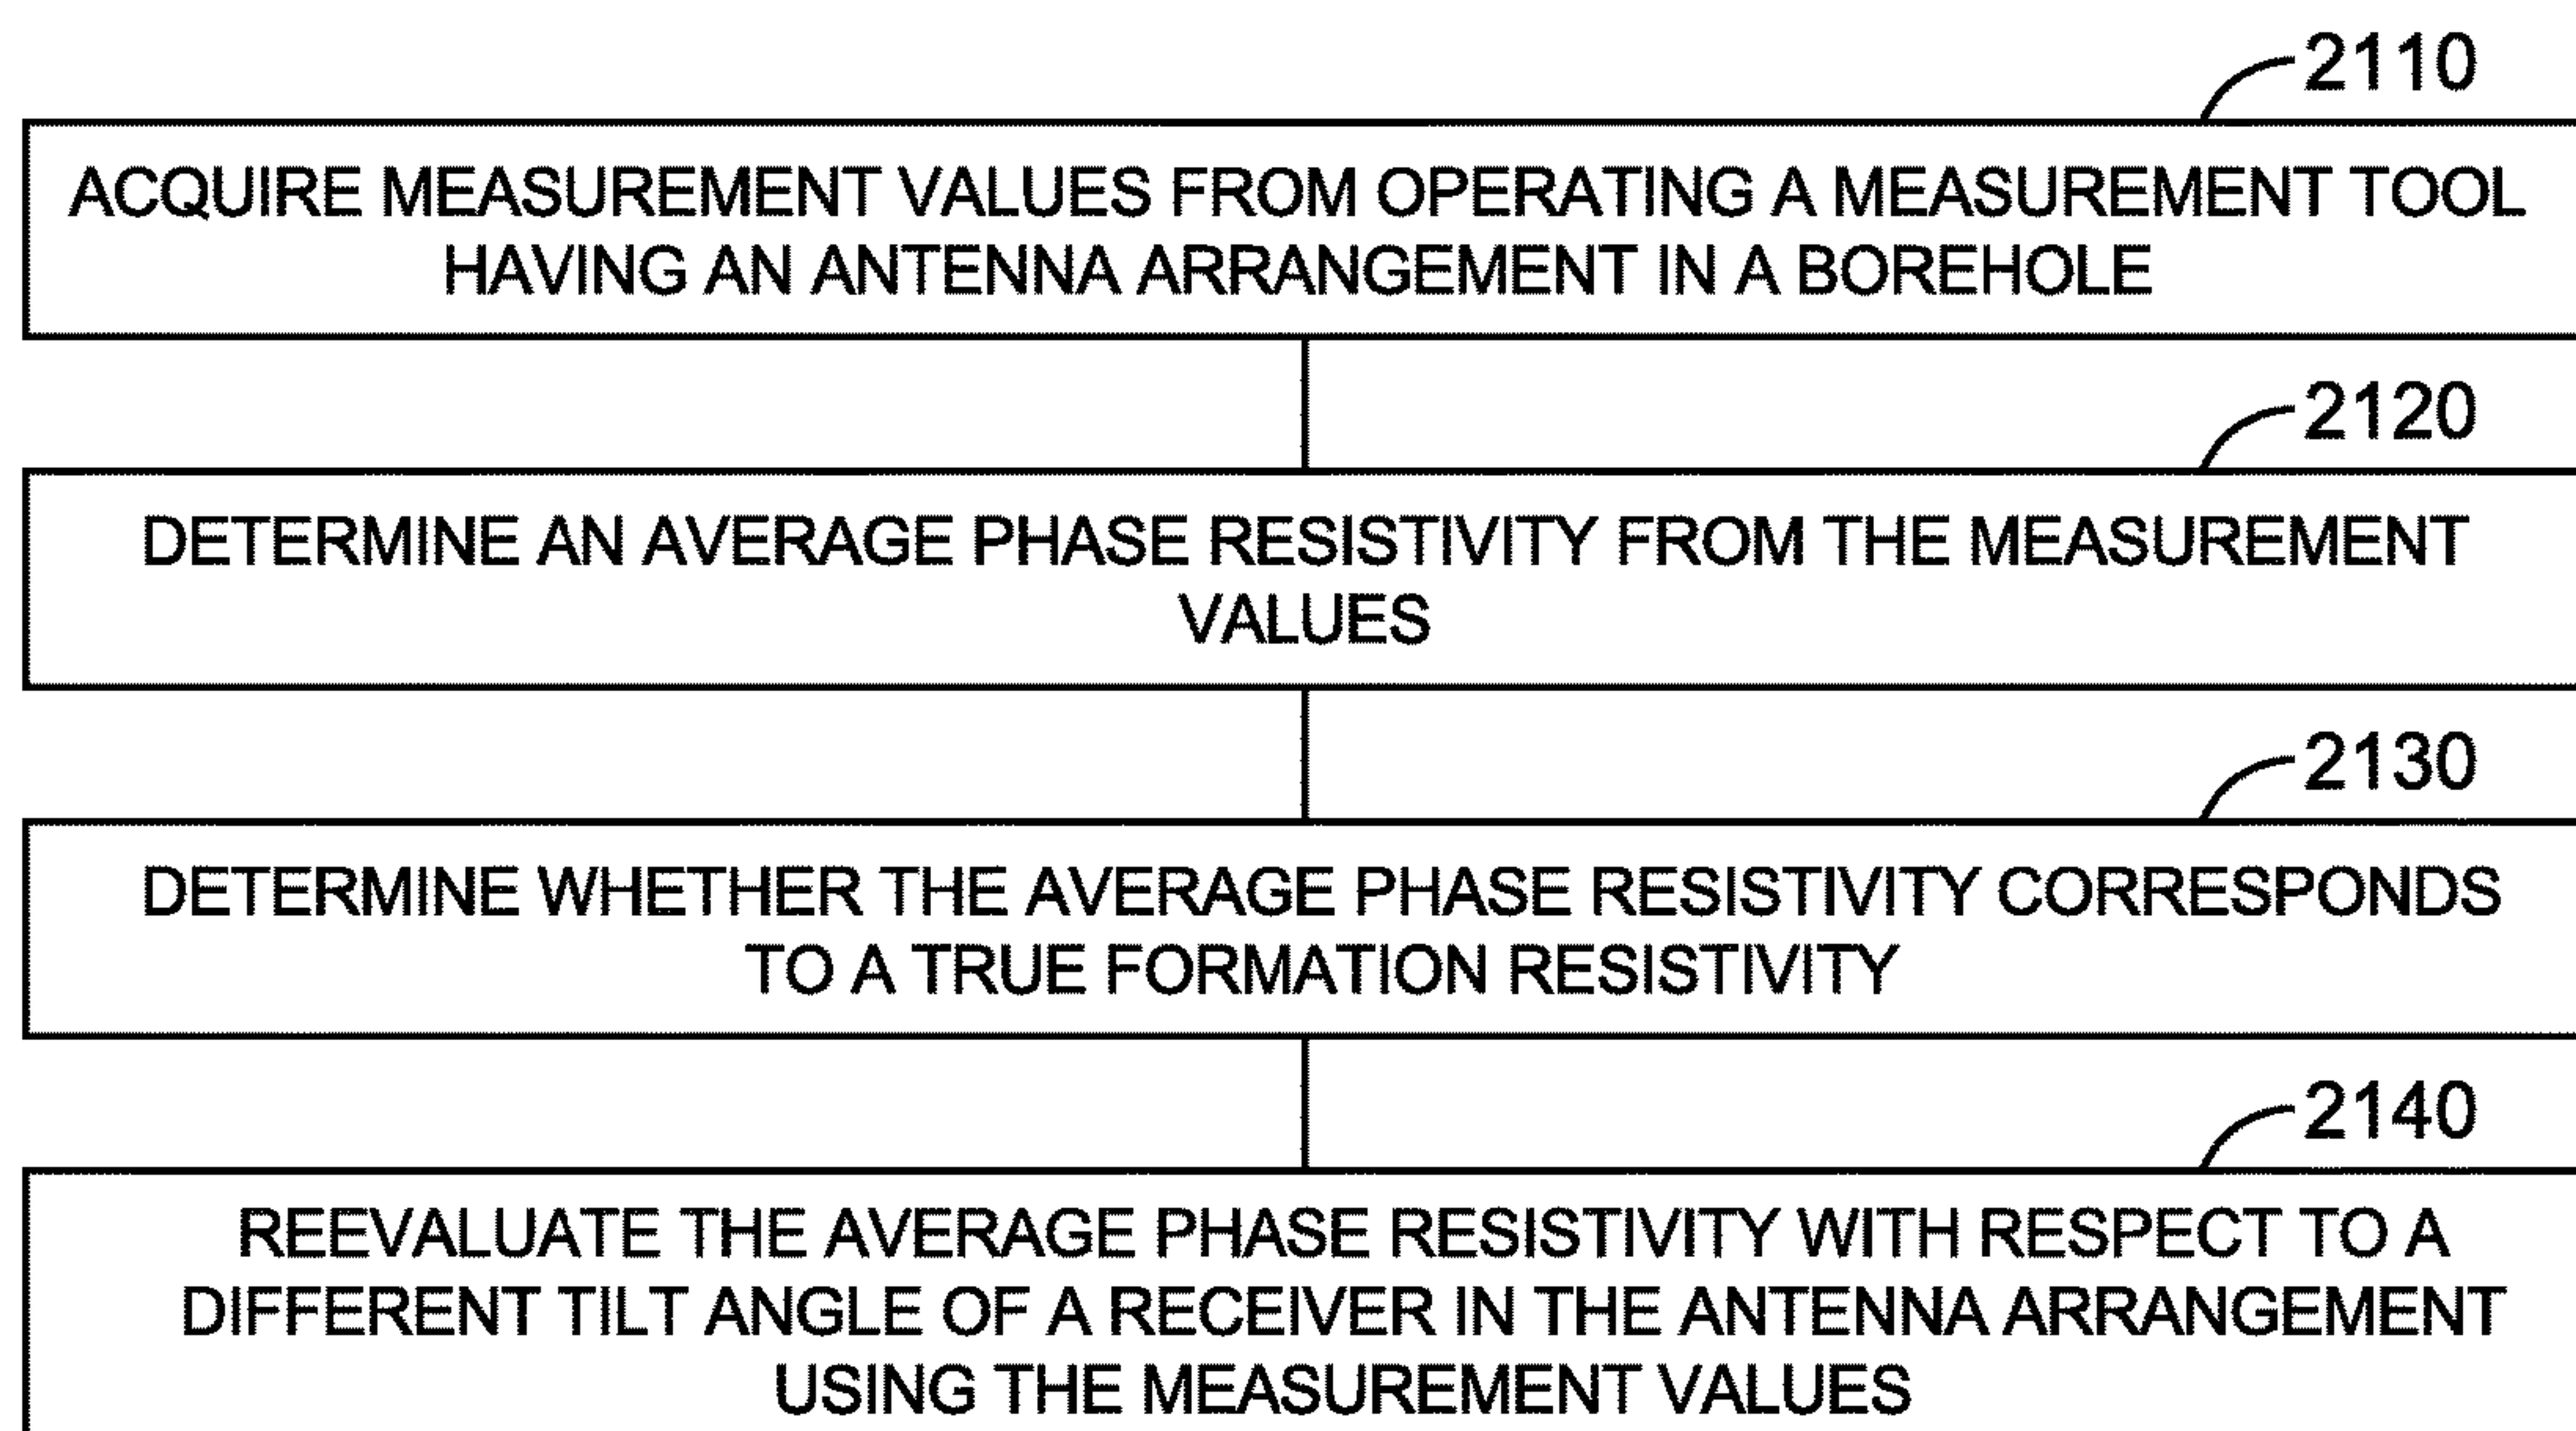 2110
ACQUIRE MEASUREMENT VALUES FROM OPERATING A MEASUREMENT TOOL
HAVING AN ANTENNA ARRANGEMENT IN A BOREHOLE
2120
DETERMINE AN AVERAGE PHASE RESISTIVITY FROM THE MEASUREMENT
VALUES
2130
DETERMINE WHETHER THE AVERAGE PHASE RESISTIVITY CORRESPONDS
TO A TRUE FORMATION RESISTIVITY
2140
REEVALUATE THE AVERAGE PHASE RESISTIVITY WITH RESPECT TO A
DIFFERENT TILT ANGLE OF A RECEIVER IN THE ANTENNA ARRANGEMENT
USING THE MEASUREMENT VALUES